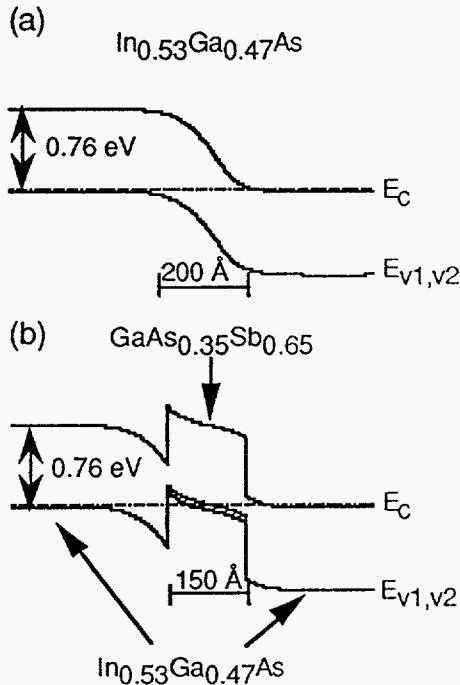 (a)
In0.53Ga0.47As
0.76 eV
EC
Ev1,v2
200 Å
(b)
GaAs0.35Sb0.65
0.76 eV
EC
150 Å
Ev1,v2
In0.53Ga0.47As